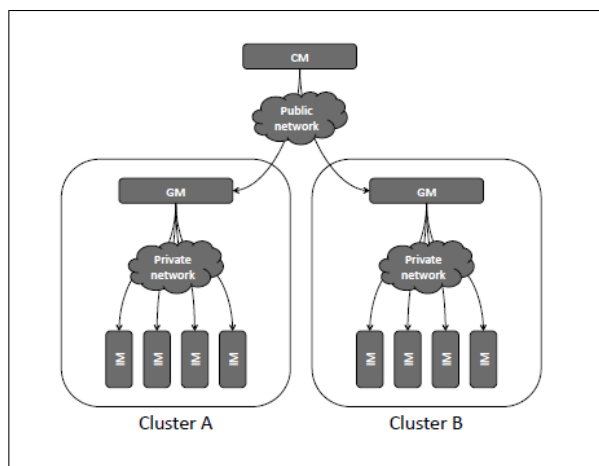 CM
Public
network
GM
GM
Private
network
Private
network
IM
IM
IM
IM
IM
IM
IM
IM
Cluster A
Cluster B